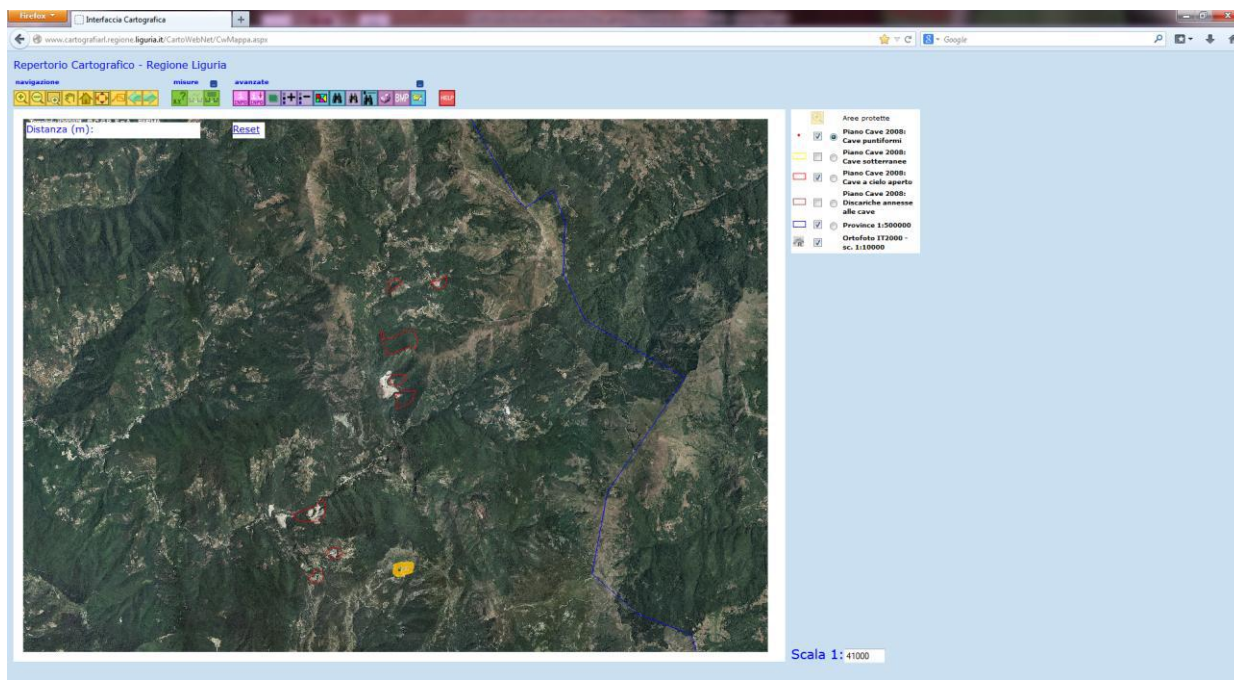 Firefox
Interfaccia Cartografica
www.cartografiarl.regione.liguria.it/CartoWebNet/CwMappa.aspx
Google
Repertorio Cartografico - Regione Liguria
navigazione misure avanzate
BMP HELP
Distanza (m): Reset
Aree protette
Piano Cave 2008:
Cave puntiformi
Piano Cave 2008:
Cave sotterranee
Piano Cave 2008:
Cave a cielo aperto
Piano Cave 2008:
Discariche annesse
alle cave
Province 1:500000
Ortofoto IT2000 -
sc. 1:10000
Scala 1: 41000